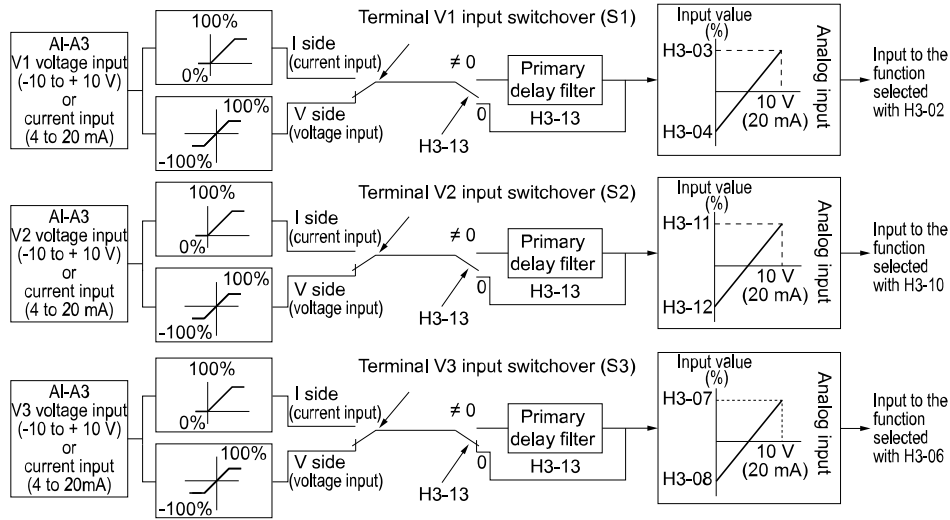 AI-A3
V1 voltage input
(-10 to + 10 V)
or
current input
(4 to 20 mA)
100%
0%
100%
-100%
I side
(current input)
V side
(voltage input)
Terminal V1 input switchover (S1)
≠ 0
0
H3-13
Primary
delay filter
H3-13
Input value
(%)
H3-03
H3-04
10 V
(20 mA)
Analog input
Input to the
function
selected
with H3-02
AI-A3
V2 voltage input
(-10 to + 10 V)
or
current input
(4 to 20 mA)
100%
0%
100%
-100%
I side
(current input)
V side
(voltage input)
Terminal V2 input switchover (S2)
≠ 0
0
H3-13
Primary
delay filter
H3-13
Input value
(%)
H3-11
H3-12
10 V
(20 mA)
Analog input
Input to the
function
selected
with H3-10
AI-A3
V3 voltage input
(-10 to + 10 V)
or
current input
(4 to 20mA)
100%
0%
100%
-100%
I side
(current input)
V side
(voltage input)
Terminal V3 input switchover (S3)
≠ 0
0
H3-13
Primary
delay filter
H3-13
Input value
(%)
H3-07
H3-08
10 V
(20 mA)
Analog input
Input to the
function
selected
with H3-06